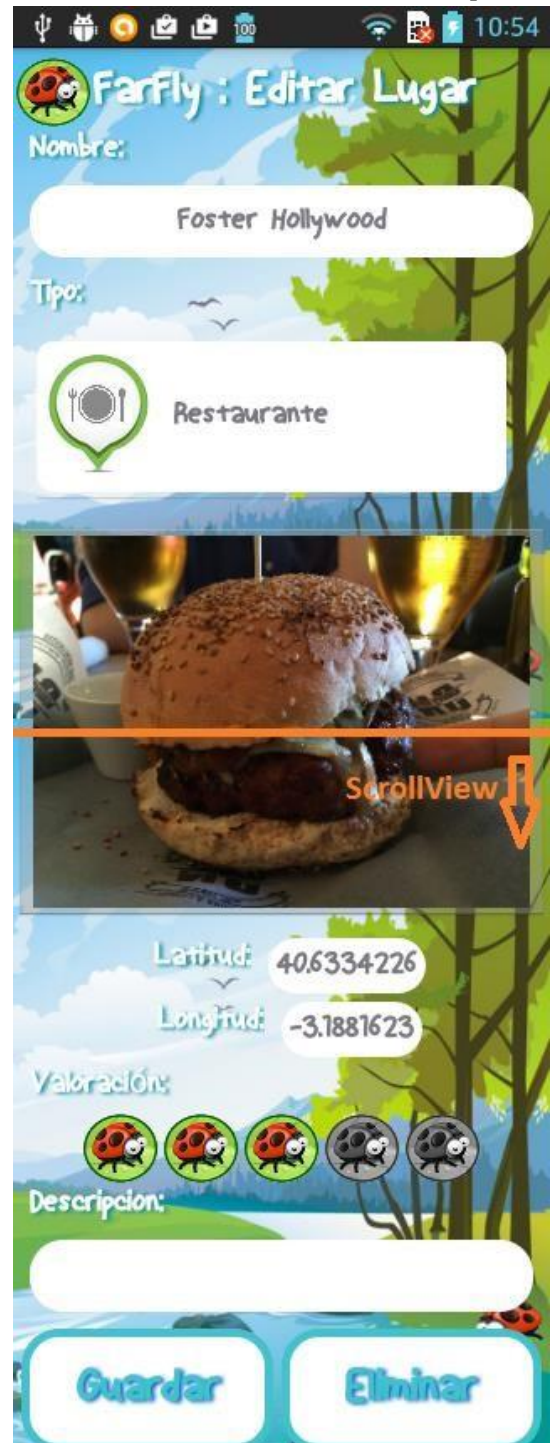 100 10:54
FarFly : Editar Lugar
Nombre:
Foster Hollywood
Tipo:
Restaurante
ScrollView
Latitud: 40.6334226
Longitud: -3.1881623
Valoración:
Descripcion:
Guardar Eliminar